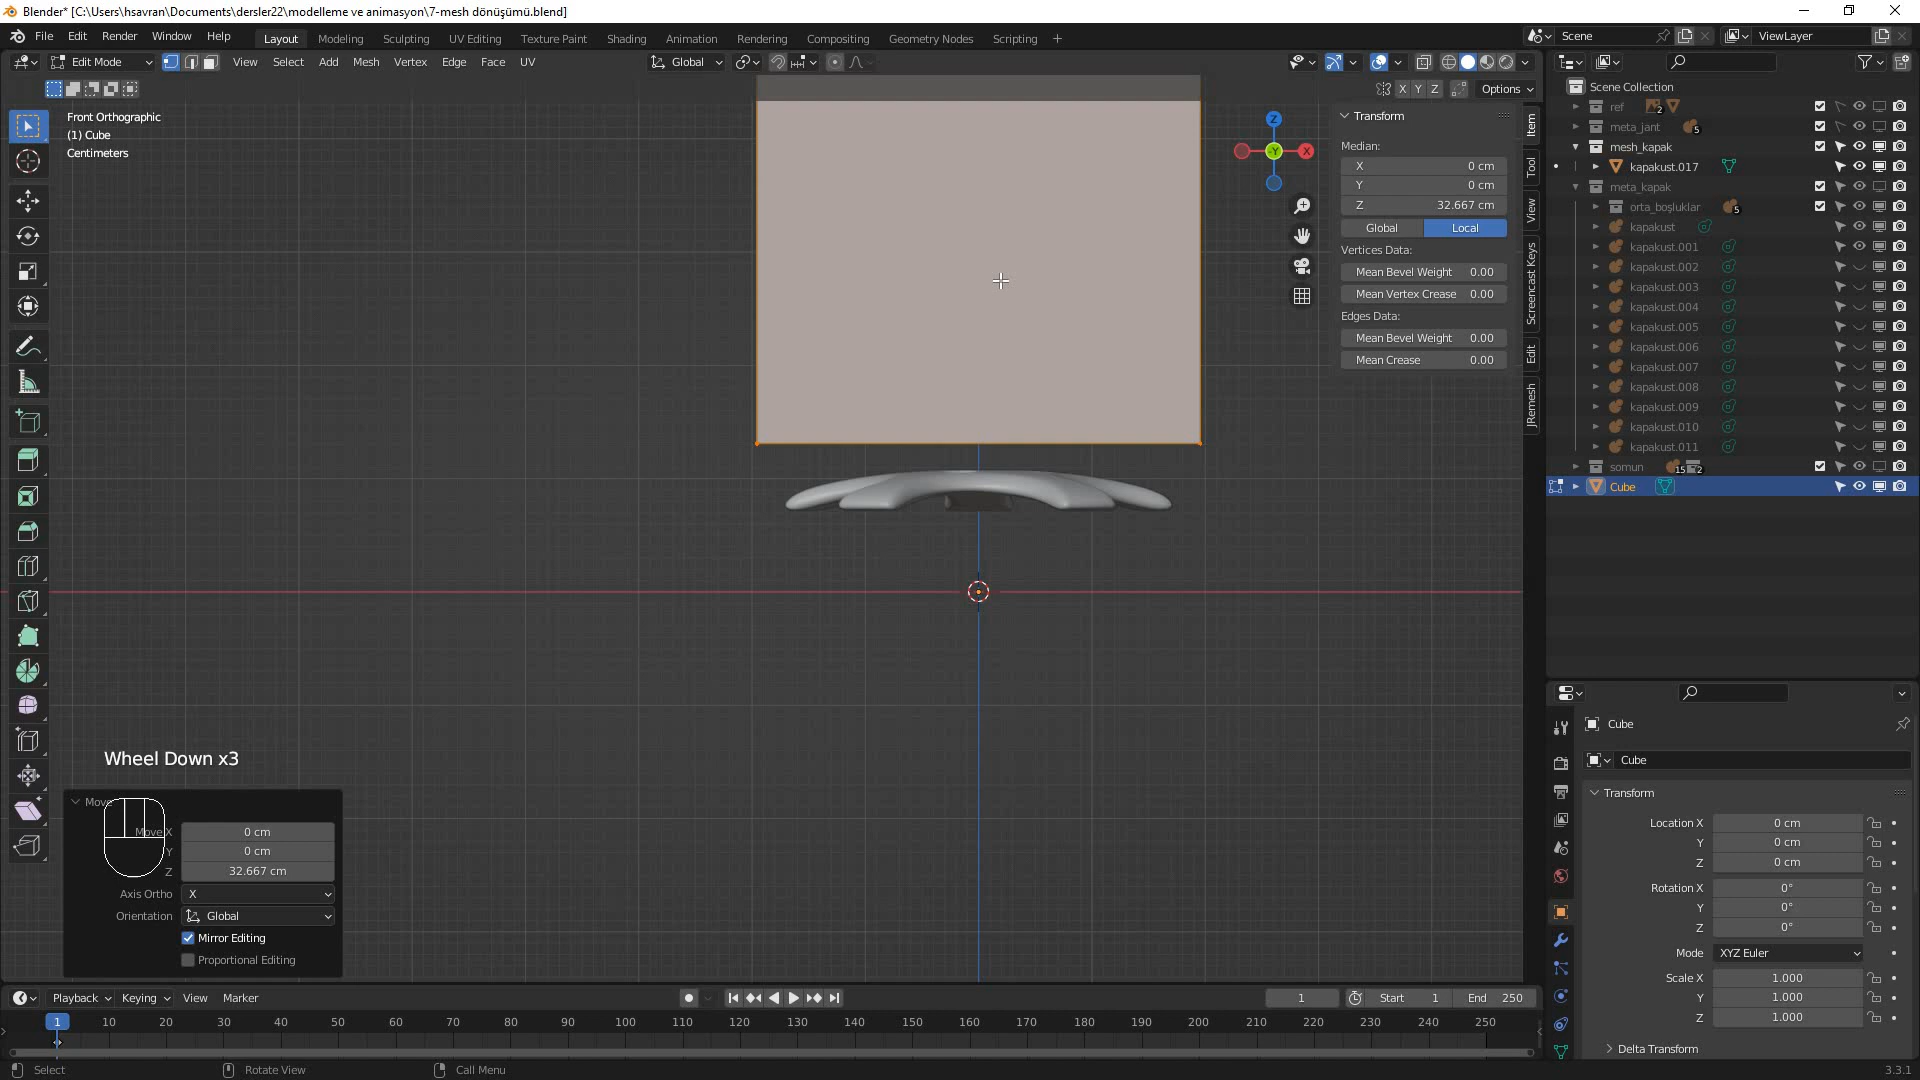 Blender* [C:\Users\hsavran\Documents\dersler22\modelleme ve animasyon\7-mesh dönüşümü.blend]
File Edit Render Window Help Layout Modeling Sculpting UV Editing Texture Paint Shading Animation Rendering Compositing Geometry Nodes Scripting + Scene ViewLayer
Edit Mode View Select Add Mesh Vertex Edge Face UV Global
X Y Z Options
Front Orthographic
(1) Cube
Centimeters
Z
-Y
X
Transform
Median:
X 0 cm
Y 0 cm
Z 32.667 cm
Global Local
Vertices Data:
Mean Bevel Weight 0.00
Mean Vertex Crease 0.00
Edges Data:
Mean Bevel Weight 0.00
Mean Crease 0.00
Item
Tool
View
Screencast Keys
Edit
JRemesh
Scene Collection
ref 2
meta_jant 5
mesh_kapak
kapakust.017
meta_kapak
orta_boşluklar 5
kapakust
kapakust.001
kapakust.002
kapakust.003
kapakust.004
kapakust.005
kapakust.006
kapakust.007
kapakust.008
kapakust.009
kapakust.010
kapakust.011
somun 15 2
Cube
Wheel Down x3
Move
Move X 0 cm
Y 0 cm
Z 32.667 cm
Axis Ortho X
Orientation Global
Mirror Editing
Proportional Editing
Cube
Cube
Transform
Location X 0 cm
Y 0 cm
Z 0 cm
Rotation X 0°
Y 0°
Z 0°
Mode XYZ Euler
Scale X 1.000
Y 1.000
Z 1.000
Delta Transform
Playback Keying View Marker 1 Start 1 End 250
1 10 20 30 40 50 60 70 80 90 100 110 120 130 140 150 160 170 180 190 200 210 220 230 240 250
Select Rotate View Call Menu 3.3.1